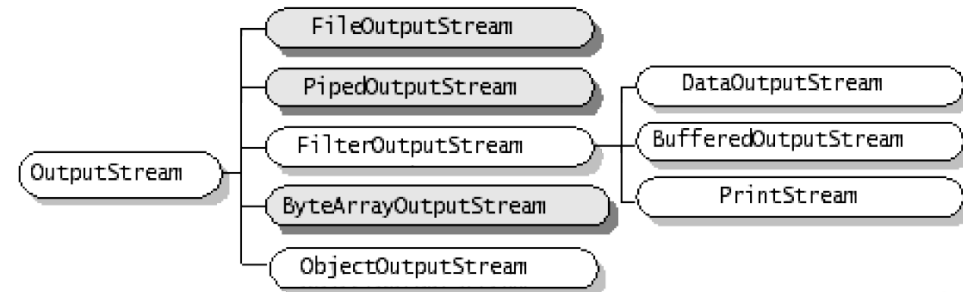 OutputStream
FileOutputStream
PipedOutputStream
FilterOutputStream
ByteArrayOutputStream
ObjectOutputStream
DataOutputStream
BufferedOutputStream
PrintStream